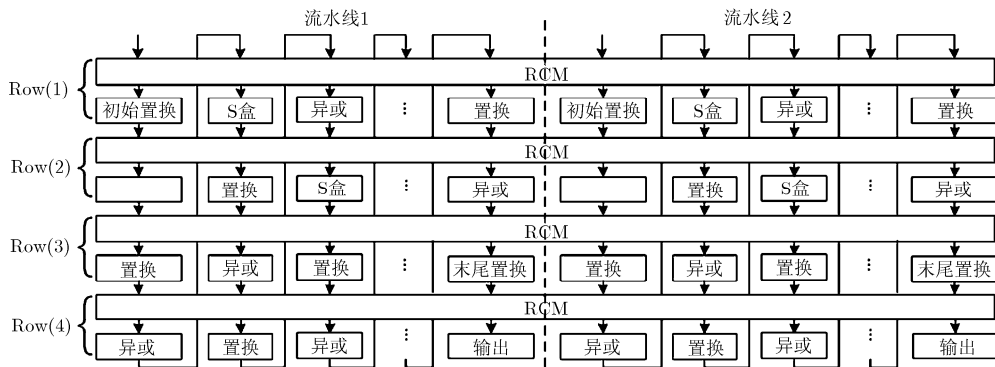 流水线1 流水线 2
RCM
Row(1)
初始置换 S盒 异或 ⋮ 置换 初始置换 S盒 异或 ⋮ 置换
RCM
Row(2)
置换 S盒 ⋮ 异或 置换 S盒 ⋮ 异或
RCM
Row(3)
置换 异或 置换 ⋮ 末尾置换 置换 异或 置换 ⋮ 末尾置换
RCM
Row(4)
异或 置换 异或 ⋮ 输出 异或 置换 异或 ⋮ 输出